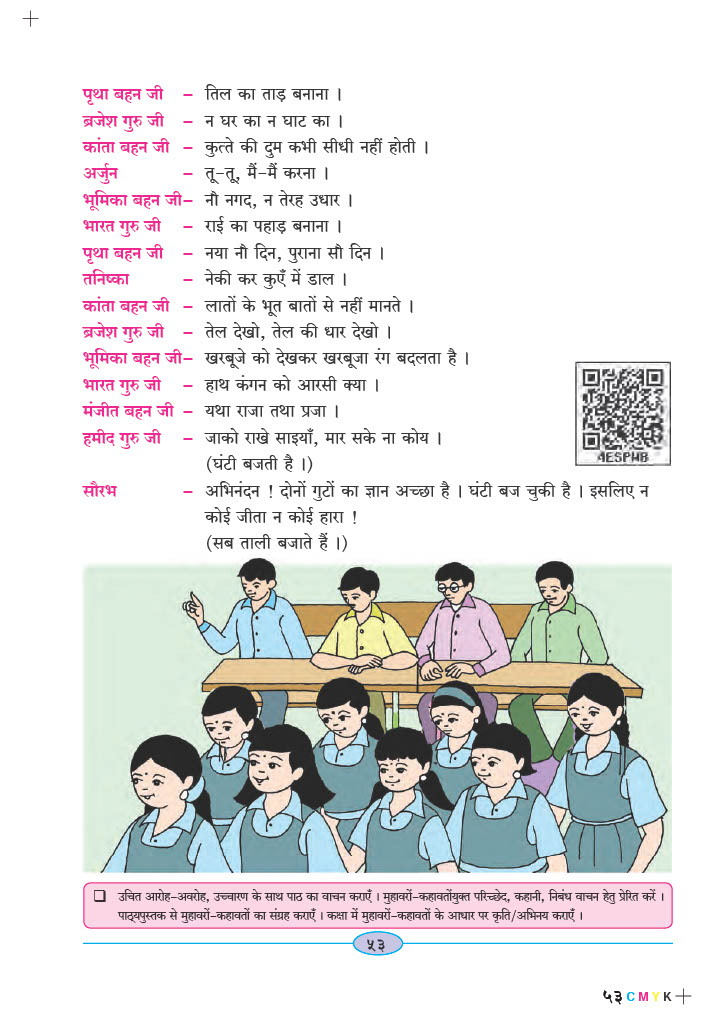 पृथा बहन जी – तिल का ताड़ बनाना ।
ब्रजेश गुरु जी – न घर का न घाट का ।
कांता बहन जी – कुत्ते की दुम कभी सीधी नहीं होती ।
अर्जुन – तू-तू, मैं-मैं करना ।
भूमिका बहन जी– नौ नगद, न तेरह उधार ।
भारत गुरु जी – राई का पहाड़ बनाना ।
पृथा बहन जी – नया नौ दिन, पुराना सौ दिन ।
तनिष्का – नेकी कर कुएँ में डाल ।
कांता बहन जी – लातों के भूत बातों से नहीं मानते ।
ब्रजेश गुरु जी – तेल देखो, तेल की धार देखो ।
भूमिका बहन जी– खरबूजे को देखकर खरबूजा रंग बदलता है ।
भारत गुरु जी – हाथ कंगन को आरसी क्या ।
मंजीत बहन जी – यथा राजा तथा प्रजा ।
हमीद गुरु जी – जाको राखे साइयाँ, मार सके ना कोय ।
(घंटी बजती है ।)
4E5PWB
सौरभ – अभिनंदन ! दोनों गुटों का ज्ञान अच्छा है । घंटी बज चुकी है । इसलिए न
कोई जीता न कोई हारा !
(सब ताली बजाते हैं ।)
❑ उचित आरोह-अवरोह, उच्चारण के साथ पाठ का वाचन कराएँ । मुहावरों-कहावतोंयुक्त परिच्छेद, कहानी, निबंध वाचन हेतु प्रेरित करें ।
पाठ्यपुस्तक से मुहावरों-कहावतों का संग्रह कराएँ । कक्षा में मुहावरों-कहावतों के आधार पर कृति/अभिनय कराएँ ।
५३
५३ C M Y K